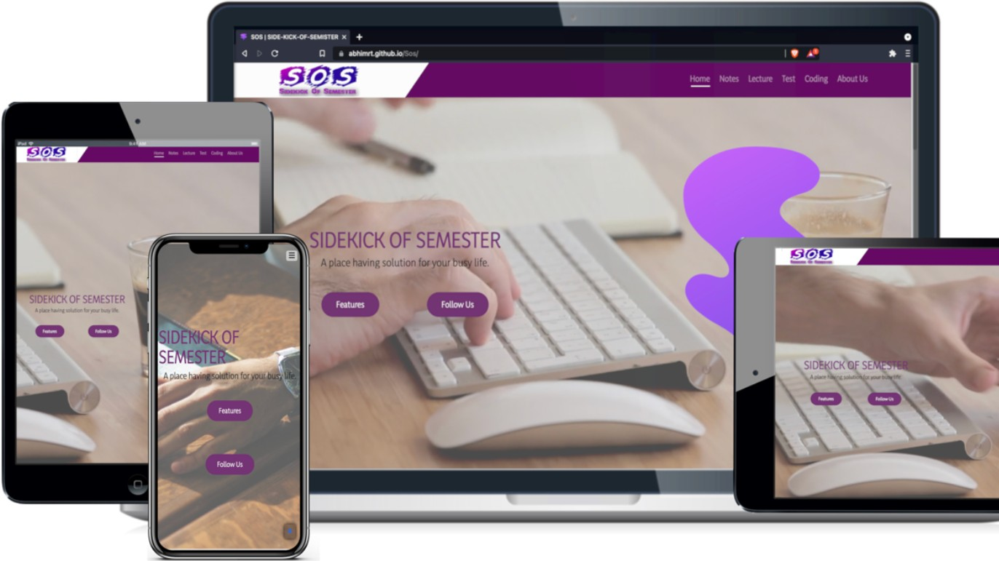 SOS | SIDE-KICK-OF-SEMISTER
abhimrt.github.io/Sos/
SOS
SIDEKICK OF SEMESTER
Home Notes Lecture Test Coding About Us
SIDEKICK OF SEMESTER
A place having solution for your busy life.
Features Follow Us
iPad
SOS
SIDEKICK OF SEMESTER
Home Notes Lecture Test Coding About Us
SIDEKICK OF SEMESTER
A place having solution for your busy life.
Features Follow Us
SIDEKICK OF
SEMESTER
A place having solution for your busy life.
Features
Follow Us
SOS
SIDEKICK OF SEMESTER
SIDEKICK OF SEMESTER
A place having solution for your busy life.
Features Follow Us